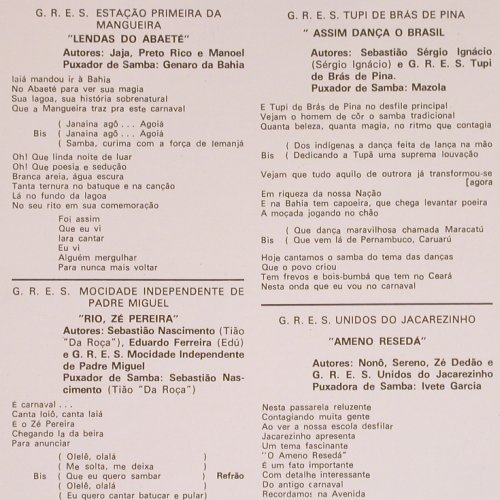 G. R. E. S. ESTAÇÃO PRIMEIRA DA
MANGUEIRA
"LENDAS DO ABAETÉ"
Autores: Jaja, Preto Rico e Manoel
Puxador de Samba: Genaro da Bahia
Iaiá mandou ir à Bahia
No Abaeté para ver sua magia
Sua lagoa, sua história sobrenatural
Que a Mangueira traz pra este carnaval
( Janaina agô . . . Agoiá
Bis ( Janaina agô . . . Agoiá
( Samba, curima com a força de Iemanjá
Oh! Que linda noite de luar
Oh! Que poesia e sedução
Branca areia, água escura
Tanta ternura no batuque e na canção
Lá no fundo da lagoa
No seu rito em sua comemoração
Foi assim
Que eu vi
Iara cantar
Eu vi
Alguém mergulhar
Para nunca mais voltar
G. R. E. S. MOCIDADE INDEPENDENTE DE
PADRE MIGUEL
"RIO, ZÉ PEREIRA"
Autores: Sebastião Nascimento (Tião
"Da Roça"), Eduardo Ferreira (Edú)
e G. R. E. S. Mocidade Independente
de Padre Miguel
Puxador de Samba: Sebastião Nas-
cimento (Tião "Da Roça")
É carnaval . . .
Canta Ioiô, canta Iaiá
E o Zé Pereira
Chegando lá da beira
Para anunciar
( Olelê, olalá )
( Me solta, me deixa )
Bis ( Que eu quero sambar ) Refrão
( Olelê, olalá )
( Eu quero cantar batucar e pular)
G. R. E. S. TUPI DE BRÁS DE PINA
" ASSIM DANÇA O BRASIL
Autores: Sebastião Sérgio Ignácio
(Sérgio Ignácio) e G. R. E. S. Tupi
de Brás de Pina.
Puxador de Samba: Mazola
E Tupi de Brás de Pina no desfile principal
Vejam o homem de côr o samba tradicional
Quanta beleza, quanta magia, no ritmo que contagia
( Dos indígenas a dança feita de lança na mão
Bis ( Dedicando a Tupã uma suprema louvação
Vejam que tudo aquilo de outrora já transformou-se
[agora
Em riqueza da nossa Nação
E na Bahia tem capoeira, que chega levantar poeira
A moçada jogando no chão
( Que dança maravilhosa chamada Maracatú
Bis ( Que vem lá de Pernambuco, Caruarú
Hoje cantamos o samba do tema das danças
Que o povo criou
Tem frevos e bois-bumbá que tem no Ceará
Nesta onda que eu vou no carnaval
G. R. E. S. UNIDOS DO JACAREZINHO
"AMENO RESEDÁ"
Autores: Nonô, Sereno, Zé Dedão e
G. R. E. S. Unidos do Jacarezinho
Puxadora de Samba: Ivete Garcia
Nesta passarela reluzente
Contagiando muita gente
Ao ver a nossa escola desfilar
Jacarezinho apresenta
Um tema fascinante
"O Ameno Resedá"
É um fato importante
Com detalhe interessante
Do antigo carnaval
Recordamos na Avenida